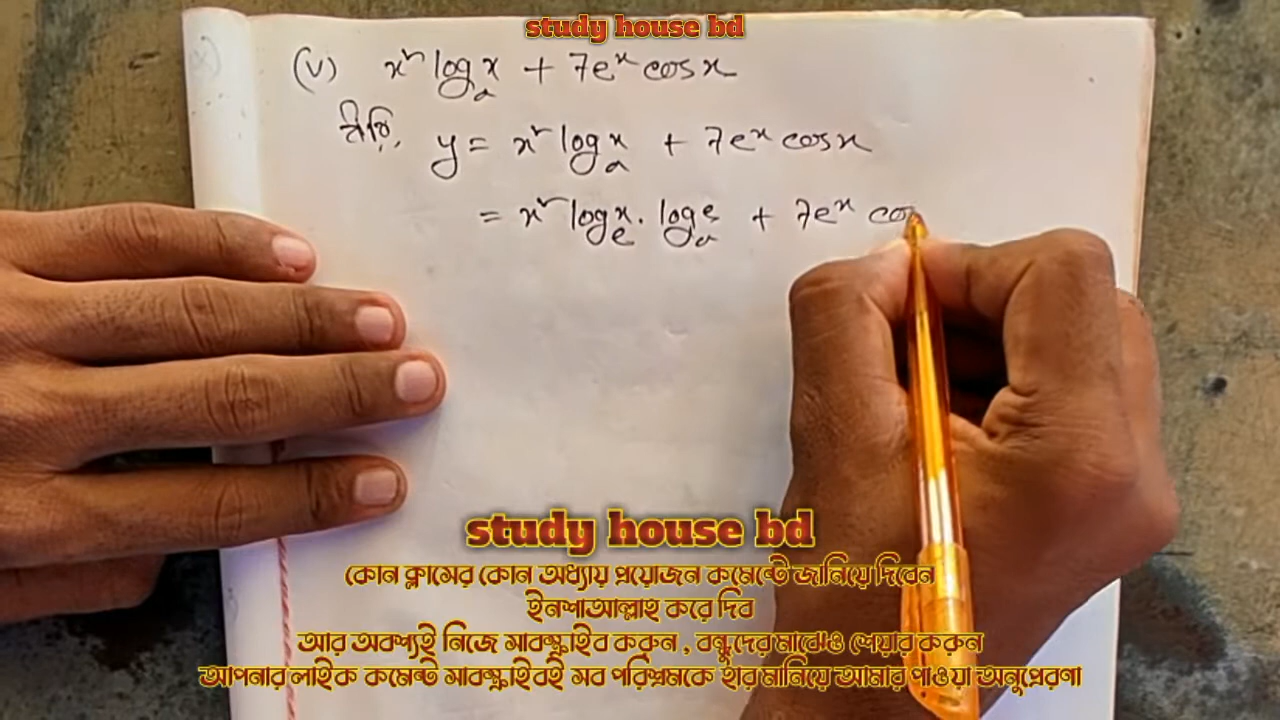 study house bd
(v) x² logₐx + 7eˣ cosx
ধরি, y = x² logₐx + 7eˣ cosx
= x² logₑx . logₐe + 7eˣ cos
study house bd
কোন ক্লাসের কোন অধ্যায় প্রয়োজন কমেন্টে জানিয়ে দিবেন
ইনশাআল্লাহ করে দিব
আর অবশ্যই নিজে সাবস্ক্রাইব করুন , বন্ধুদের মাঝেও শেয়ার করুন
আপনার লাইক কমেন্ট সাবস্ক্রাইবই সব পরিশ্রমকে হার মানিয়ে আমার পাওয়া অনুপ্রেরণা